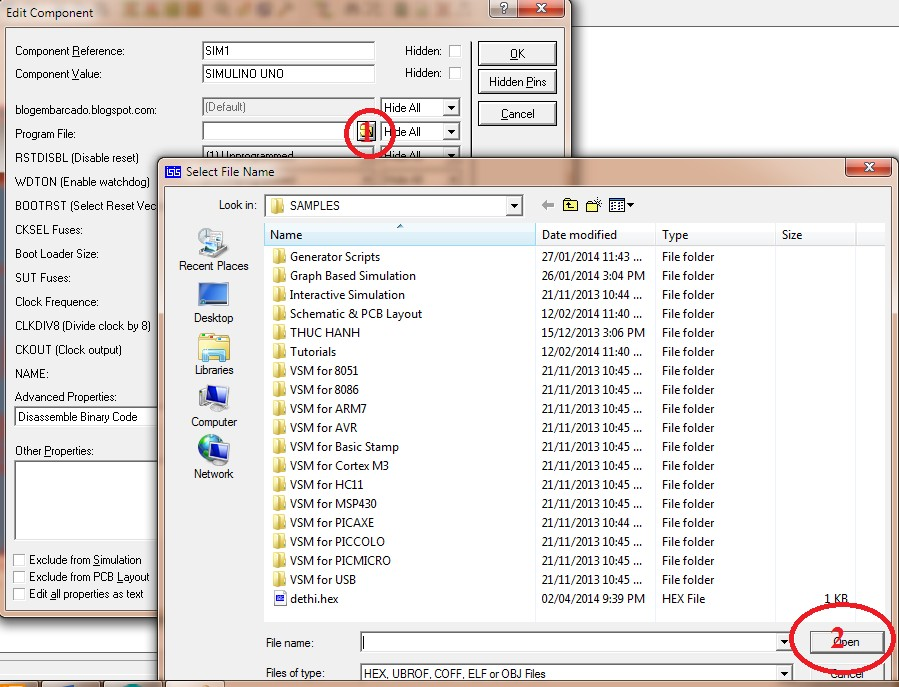 Edit Component
?
Component Reference:
SIM1
Hidden:
OK
Component Value:
SIMULINO UNO
Hidden:
Hidden Pins
blogembarcado.blogspot.com:
(Default)
Hide All
Cancel
Program File:
1
Hide All
RSTDISBL (Disable reset)
(1) Unprogrammed
Hide All
WDTON (Enable watchdog)
BOOTRST (Select Reset Vec
CKSEL Fuses:
Boot Loader Size:
SUT Fuses:
Clock Frequence:
CLKDIV8 (Divide clock by 8)
CKOUT (Clock output)
NAME:
Advanced Properties:
Disassemble Binary Code
Other Properties:
Exclude from Simulation
Exclude from PCB Layout
Edit all properties as text
ISIS Select File Name
Look in:
SAMPLES
Recent Places
Desktop
Libraries
Computer
Network
Name Date modified Type Size
Generator Scripts 27/01/2014 11:43 ... File folder
Graph Based Simulation 26/01/2014 3:04 PM File folder
Interactive Simulation 21/11/2013 10:44 ... File folder
Schematic & PCB Layout 12/02/2014 11:40 ... File folder
THUC HANH 15/12/2013 3:06 PM File folder
Tutorials 12/02/2014 11:40 ... File folder
VSM for 8051 21/11/2013 10:45 ... File folder
VSM for 8086 21/11/2013 10:45 ... File folder
VSM for ARM7 21/11/2013 10:45 ... File folder
VSM for AVR 21/11/2013 10:45 ... File folder
VSM for Basic Stamp 21/11/2013 10:45 ... File folder
VSM for Cortex M3 21/11/2013 10:45 ... File folder
VSM for HC11 21/11/2013 10:45 ... File folder
VSM for MSP430 21/11/2013 10:45 ... File folder
VSM for PICAXE 21/11/2013 10:44 ... File folder
VSM for PICCOLO 21/11/2013 10:45 ... File folder
VSM for PICMICRO 21/11/2013 10:45 ... File folder
VSM for USB 21/11/2013 10:45 ... File folder
dethi.hex 02/04/2014 9:39 PM HEX File 1 KB
File name:
2
Open
Files of type:
HEX, UBROF, COFF, ELF or OBJ Files
Cancel